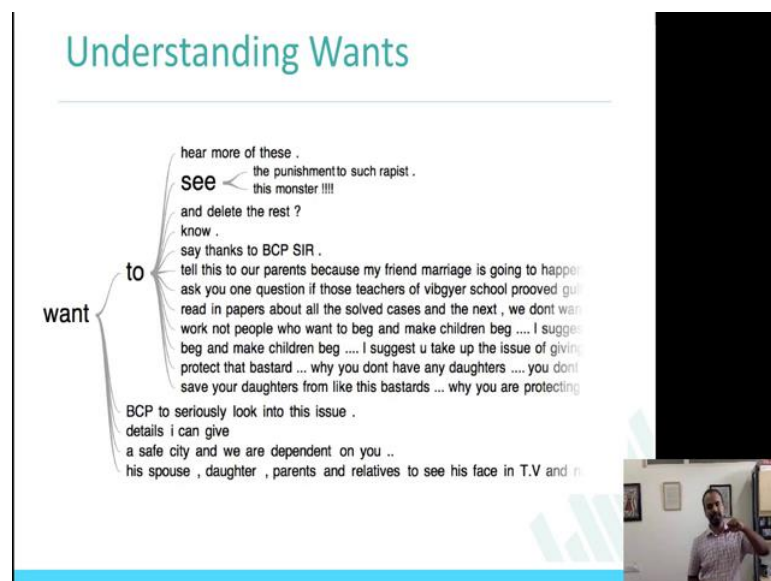 Understanding Wants
hear more of these .
see
the punishment to such rapist .
this monster !!!!
and delete the rest ?
know .
say thanks to BCP SIR .
to
tell this to our parents because my friend marriage is going to happen
ask you one question if those teachers of vibgyer school prooved
read in papers about all the solved cases and the next , we dont
want
work not people who want to beg and make children beg .... I
beg and make children beg .... I suggest u take up the issue of giving
protect that bastard ... why you dont have any daughters .... you dont
save your daughters from like this bastards ... why you are protecting
BCP to seriously look into this issue .
details i can give
a safe city and we are dependent on you ..
his spouse , daughter , parents and relatives to see his face in T.V and